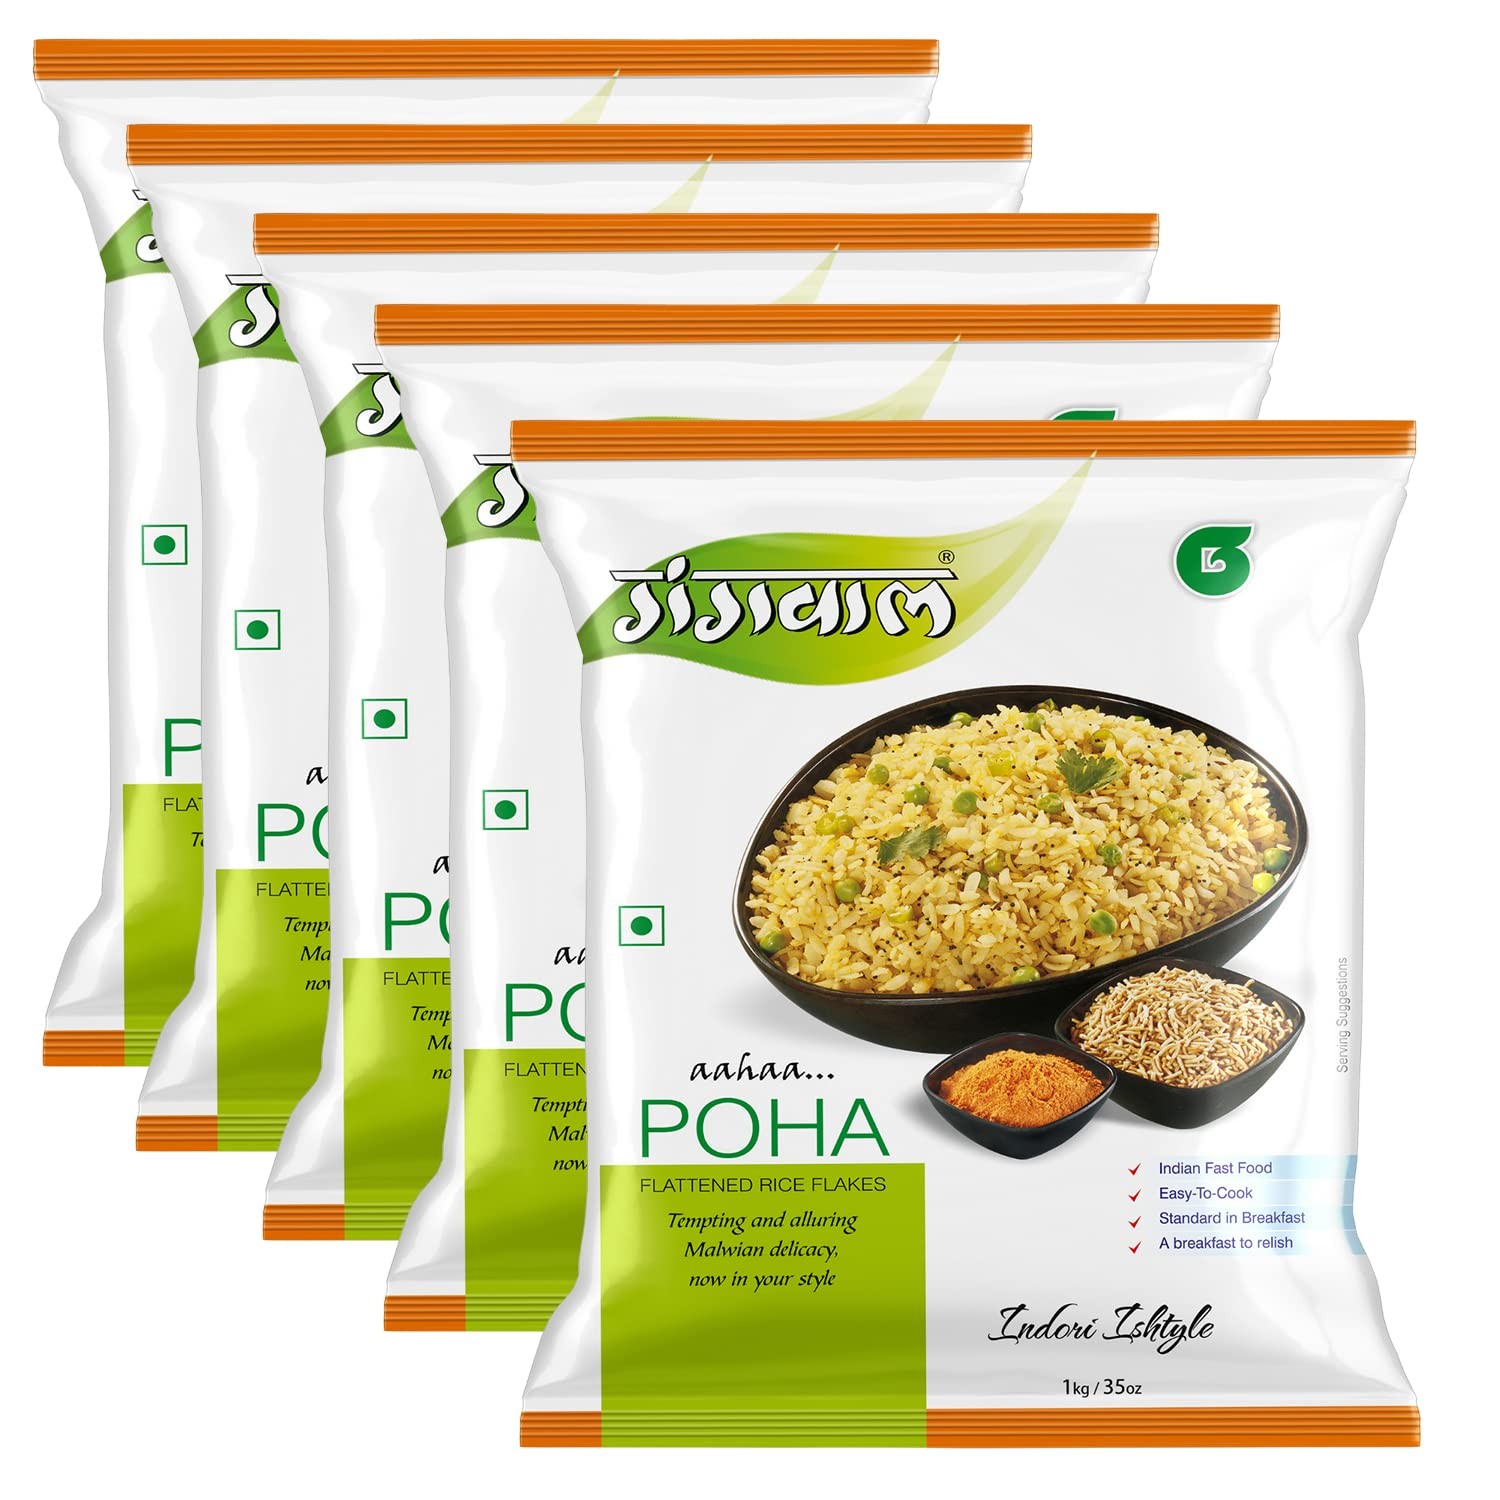 गंगवाल®
aahaa...
POHA
FLATTENED RICE FLAKES
Tempting and alluring
Malwian delicacy,
now in your style
Serving Suggestions
Indian Fast Food
Easy-To-Cook
Standard in Breakfast
A breakfast to relish
Indori Ishtyle
1kg / 35oz